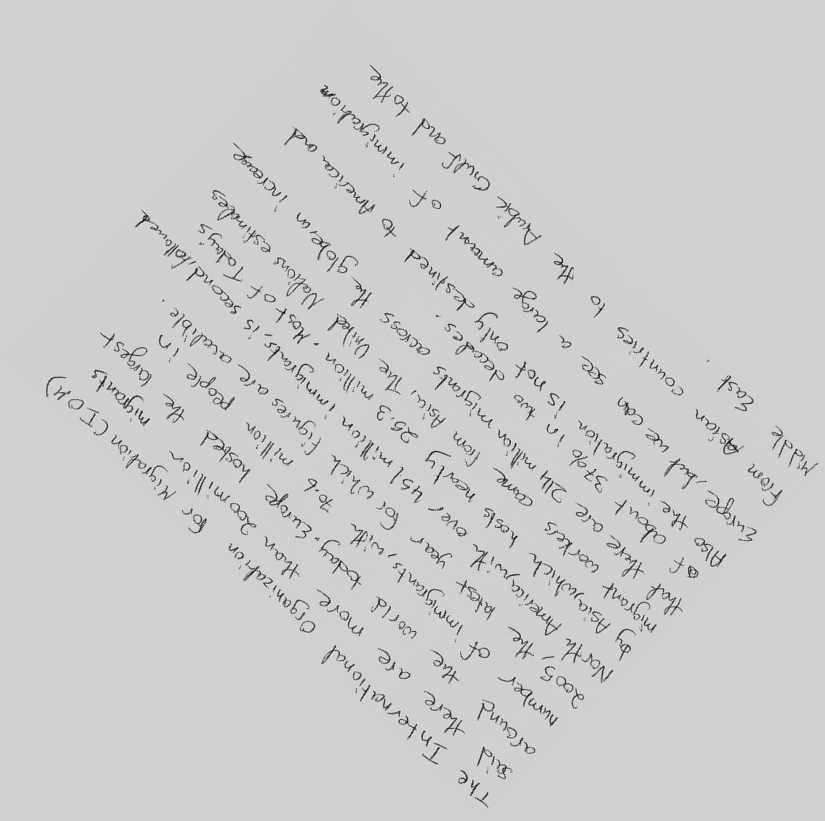 The International Organization for Migration (IOM)
said there are more than 200 million migrants
around the world today. Europe hosted the largest
number of immigrants, with 70.6 million people in
2005, the latest year for which figures are availible.
North America, with over 45,1 million immigrants, is second, followed
by Asia, which hosts nearly 25.3 million. Most of Today's
migrant workers come from Asia. The United Nations estimates
that there are 214 million migrants across the globe, an increase
of about 37% in two decades.
Also the immigration is not only destined to America and
Europe, but we can see a large amount of immigration
from Asian countries to the Arabic Gulf and to the
Middle East.